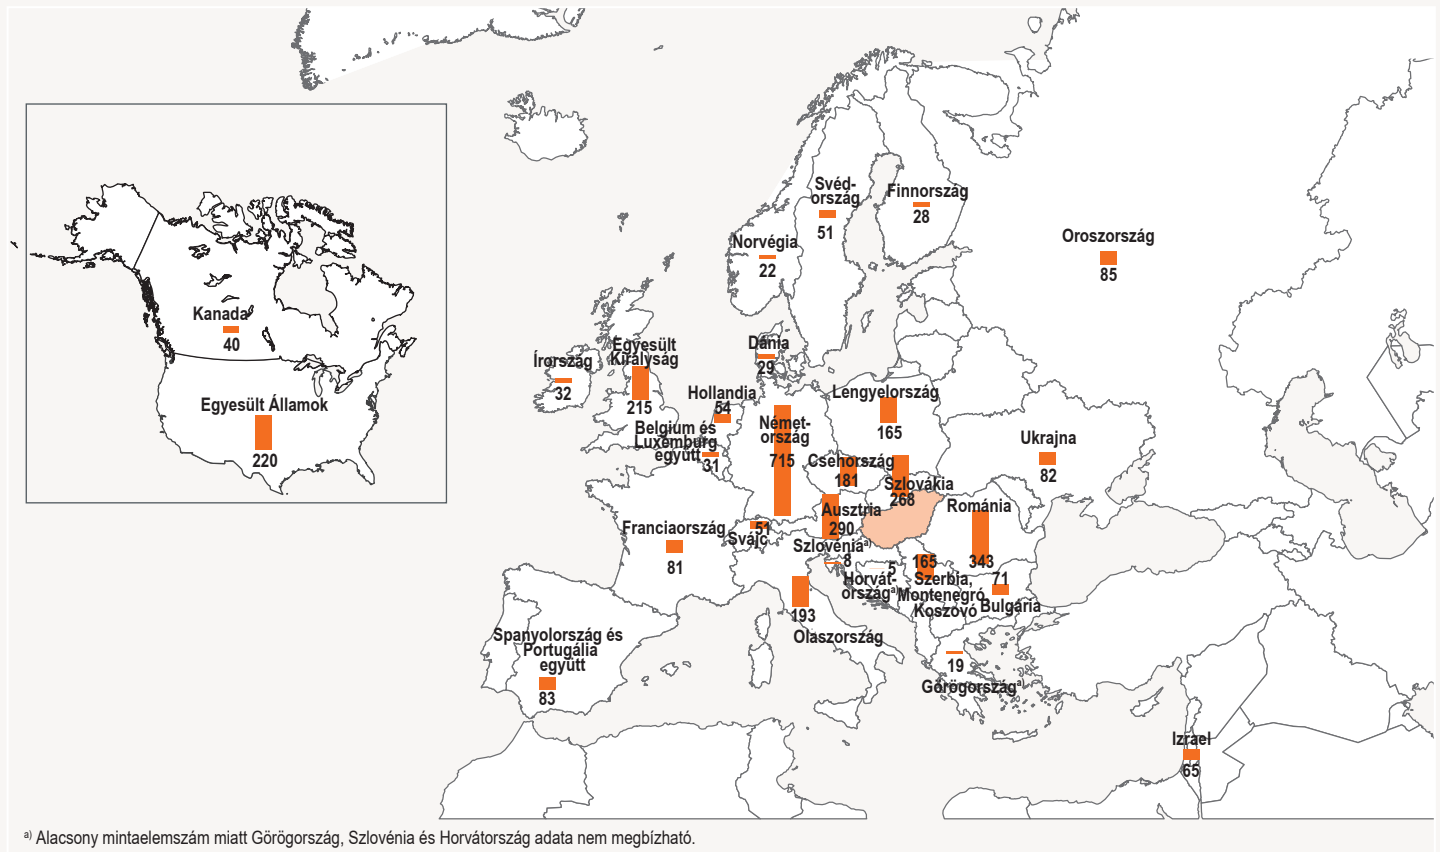 Svéd-
ország
51
Finnország
28
Norvégia
22
Oroszország
85
Kanada
40
Egyesült Államok
220
Írország
32
Egyesült
Királyság
215
Dánia
29
Hollandia
54
Belgium és
Luxemburg
együtt
31
Német-
ország
715
Lengyelország
165
Csehország
181
Szlovákia
268
Ukrajna
82
Ausztria
290
Románia
343
Franciaország
81
Svájc
51
Szlovénia a)
8
Horvát-
ország a)
5
165
Szerbia,
Montenegró,
Koszovó
71
Bulgária
193
Olaszország
Spanyolország és
Portugália
együtt
83
19
Görögország a)
Izrael
65
a) Alacsony mintaelemszám miatt Görögország, Szlovénia és Horvátország adata nem megbízható.